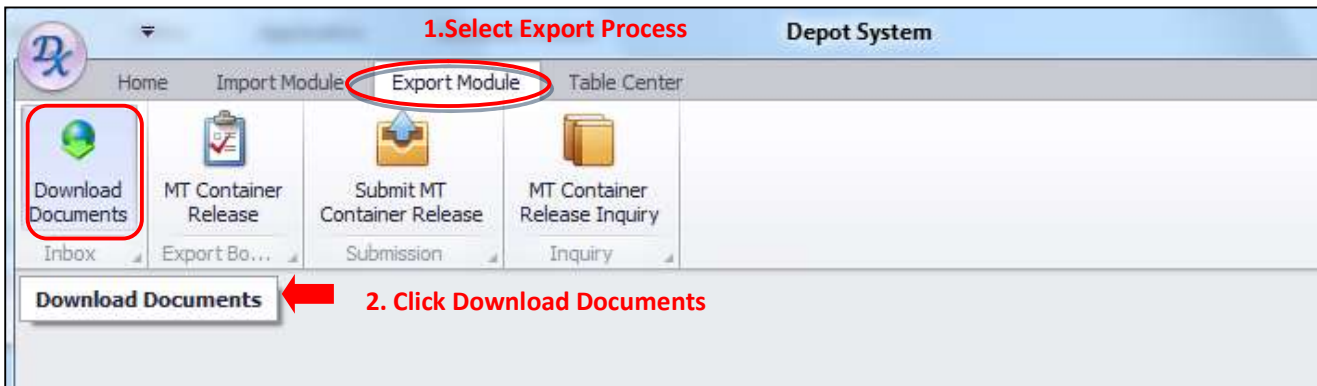 1.Select Export Process
Depot System
Dx
Home Import Module Export Module Table Center
Download Documents
MT Container Release
Submit MT Container Release
MT Container Release Inquiry
Inbox Export Bo... Submission Inquiry
Download Documents
2. Click Download Documents